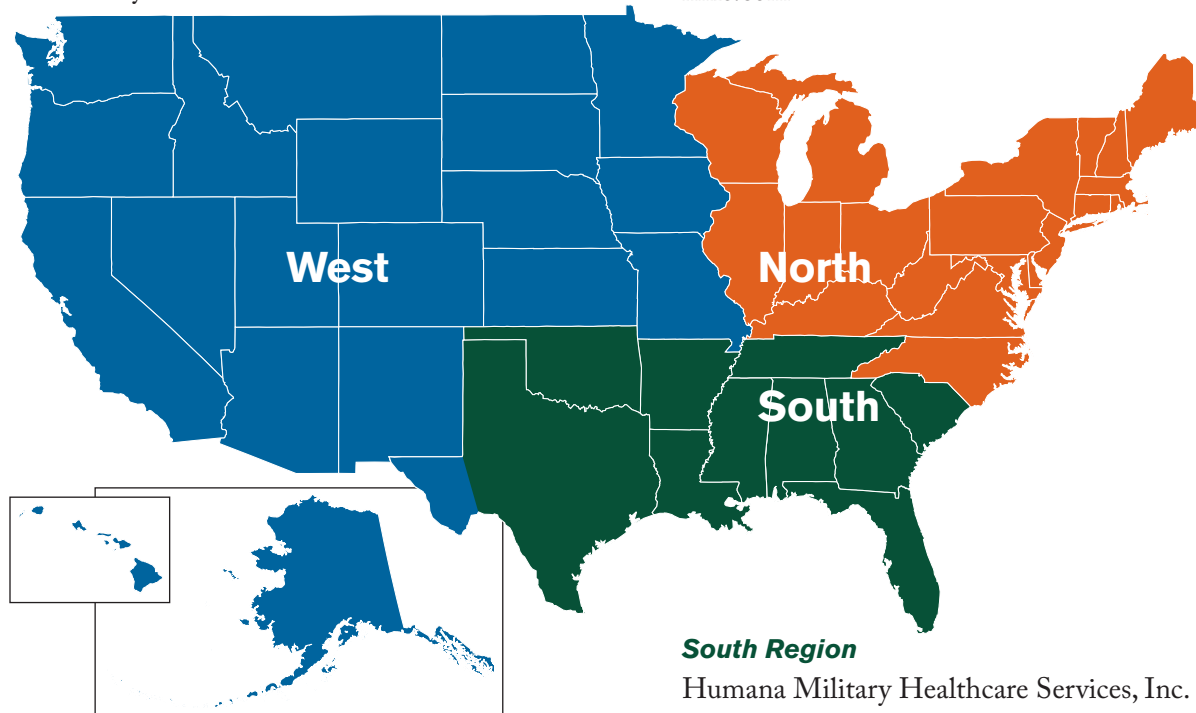 West
North
South
South Region
Humana Military Healthcare Services, Inc.